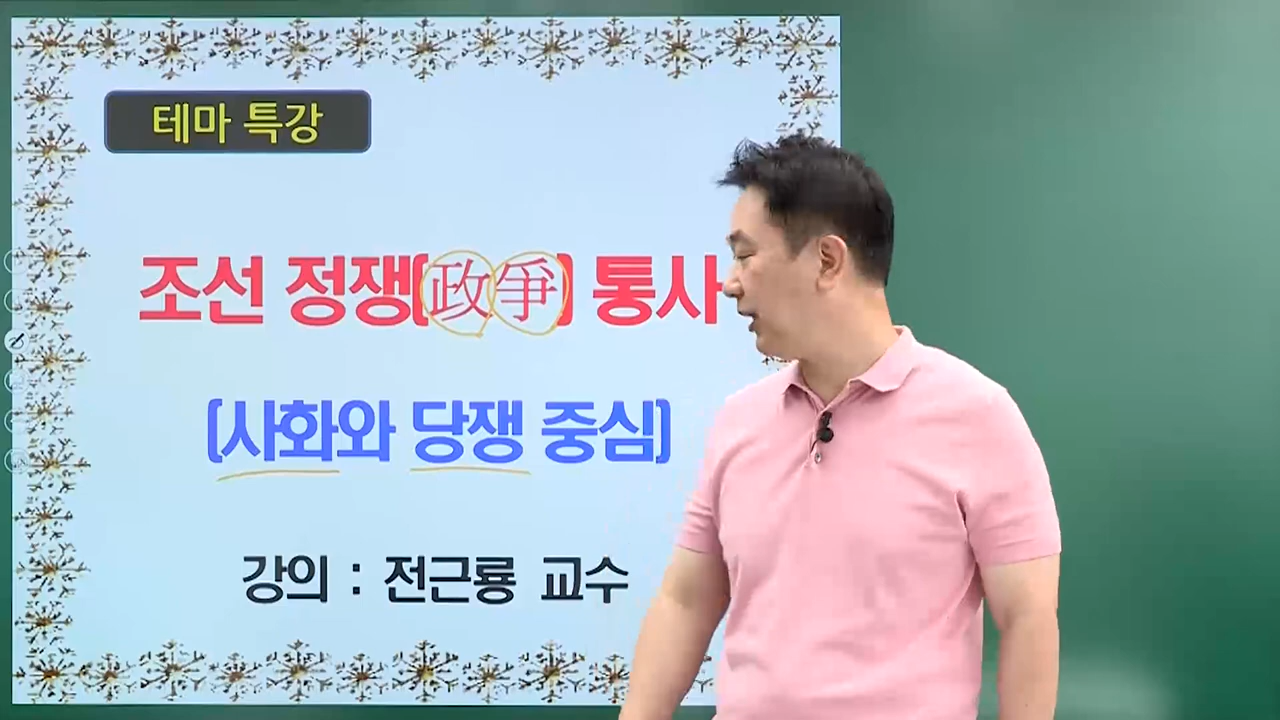 테마 특강
조선 정쟁(政爭) 통사
(사화와 당쟁 중심)
강의 : 전근룡 교수